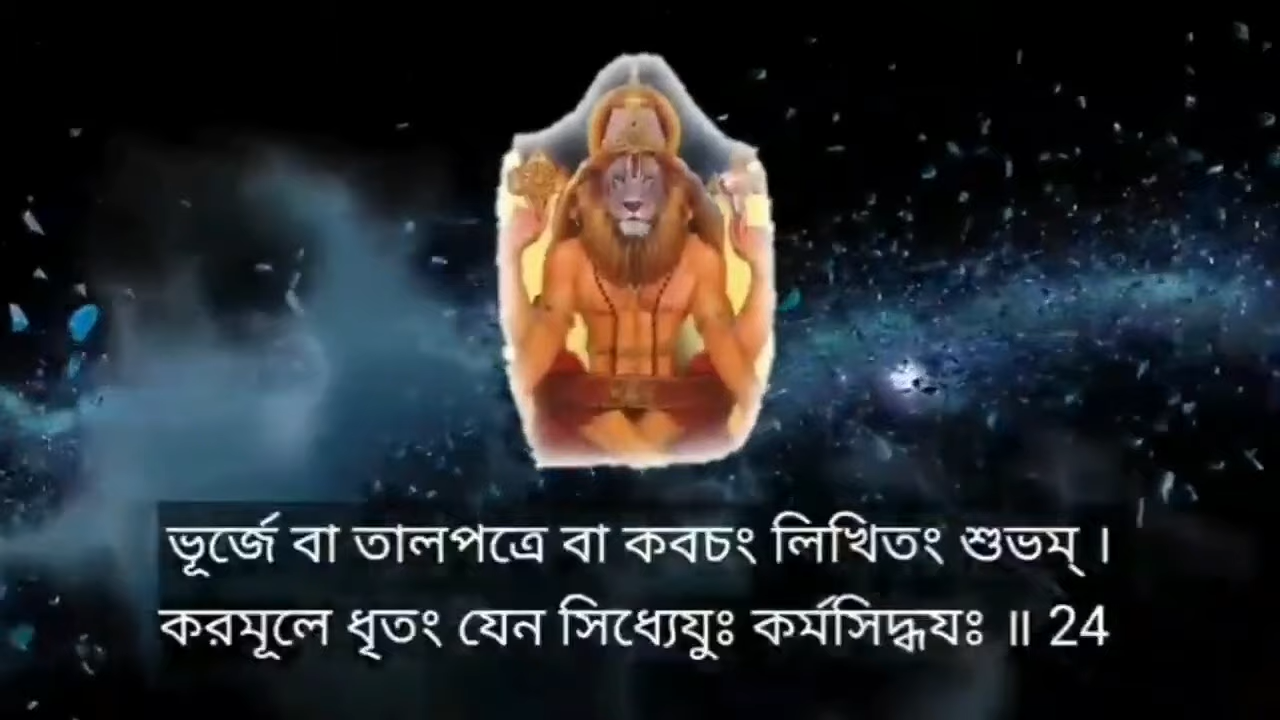 ভূর্জে বা তালপত্রে বা কবচং লিখিতং শুভম্ ।
করমূলে ধৃতং যেন সিধ্যেযুঃ কর্মসিদ্ধযঃ ॥ 24